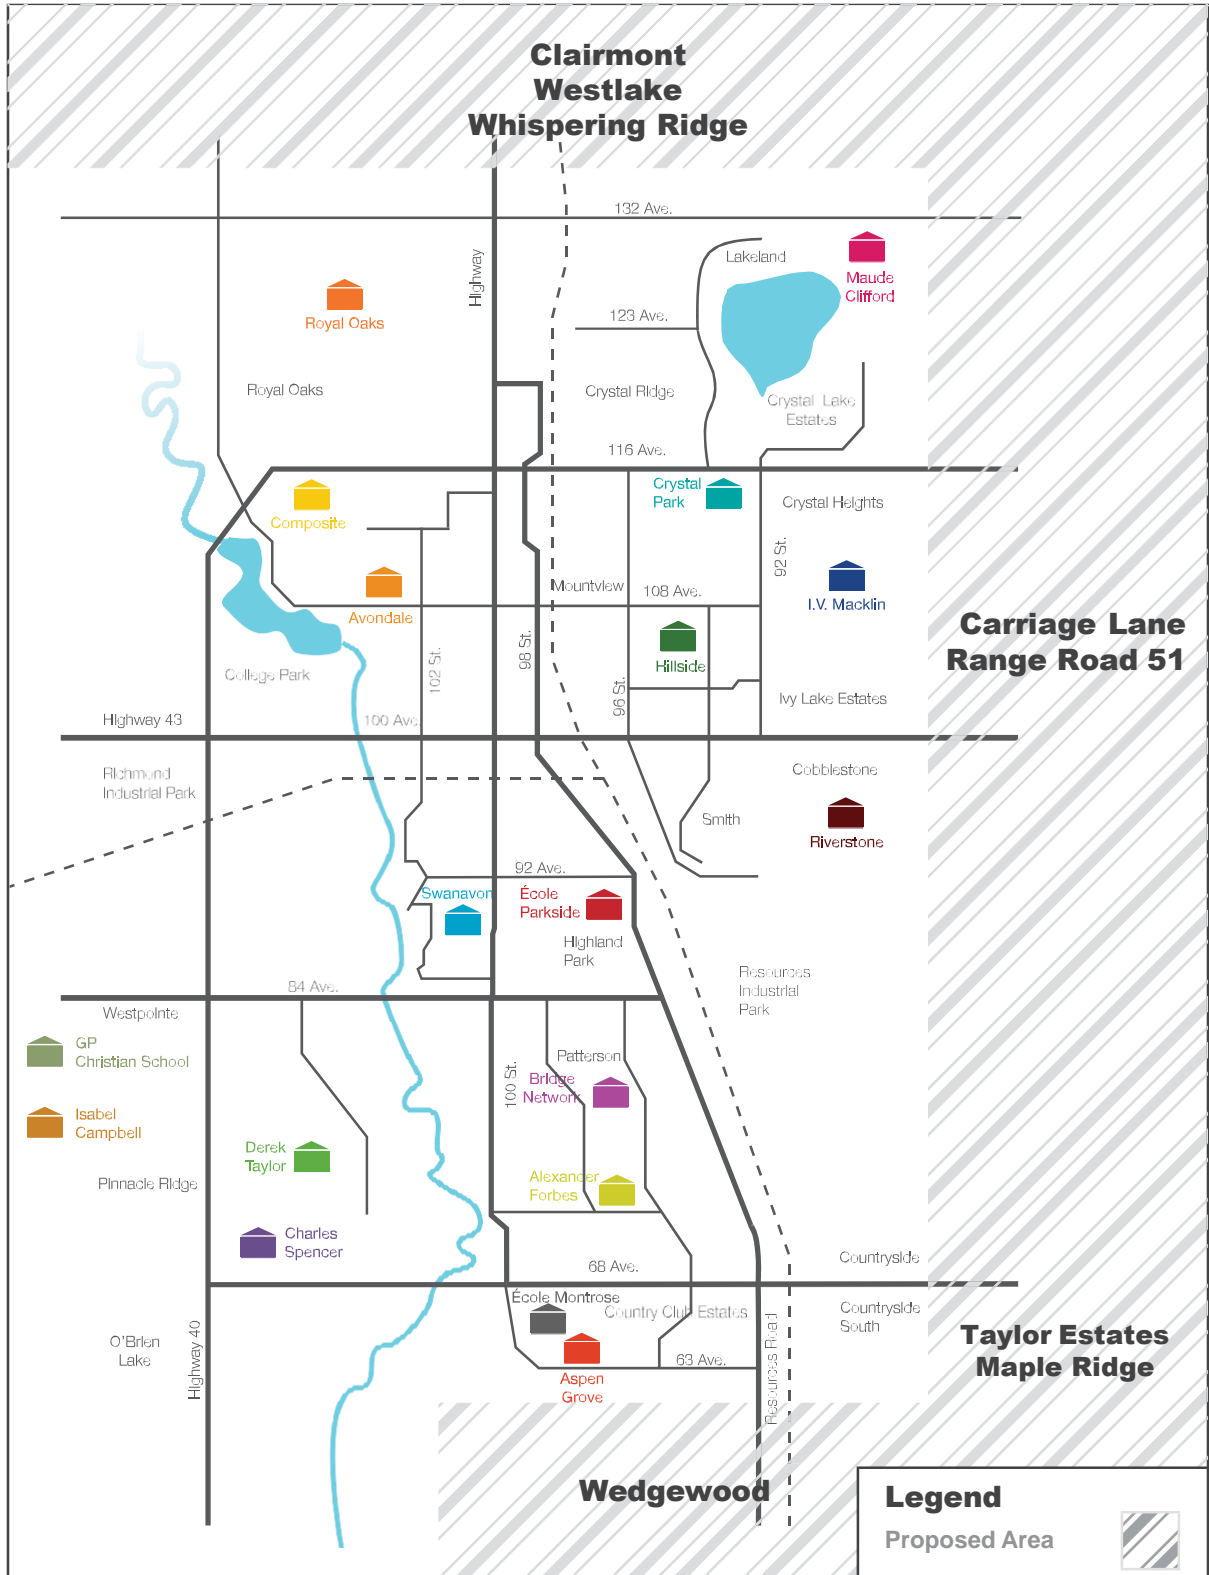 Clairmont
Westlake
Whispering Ridge
132 Ave.
Lakeland
Maude
Clifford
Highway
Royal Oaks
123 Ave.
Royal Oaks
Crystal Ridge
Crystal Lake
Estates
116 Ave.
Composite
Crystal
Park
Crystal Heights
92 St.
Mountview
108 Ave.
I.V. Macklin
Avondale
Carriage Lane
Range Road 51
98 St.
Hillside
102 St.
College Park
96 St.
Ivy Lake Estates
Highway 43
100 Ave.
Richmond
Industrial Park
Cobblestone
Smith
Riverstone
92 Ave.
Swanavon
École
Parkside
Highland
Park
Resources
Industrial
Park
84 Ave.
Westpointe
GP
Christian School
Patterson
100 St.
Bridge
Network
Isabel
Campbell
Derek
Taylor
Pinnacle Ridge
Alexander
Forbes
Charles
Spencer
Countryside
68 Ave.
École Montrose
Country Club Estates
Countryside
South
O'Brien
Lake
Highway 40
Resources Road
63 Ave.
Taylor Estates
Maple Ridge
Aspen
Grove
Wedgewood
Legend
Proposed Area